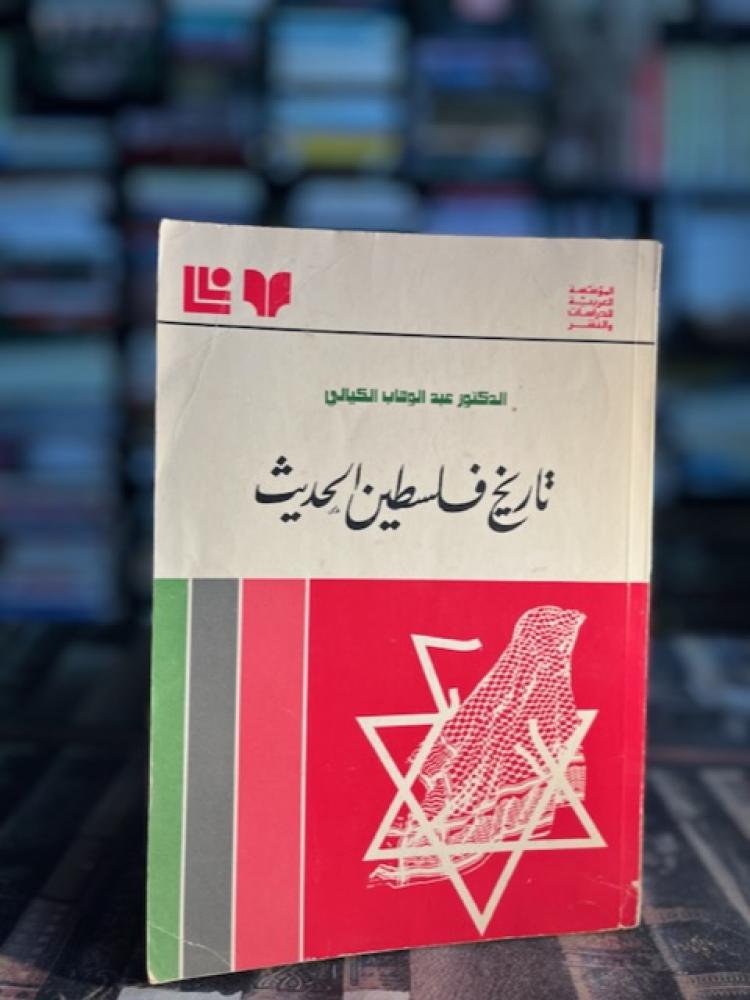 المؤسسة
العربية
للدراسات
والنشر
الدكتور عبد الوهاب الكيالي
تاريخ فلسطين الحديث